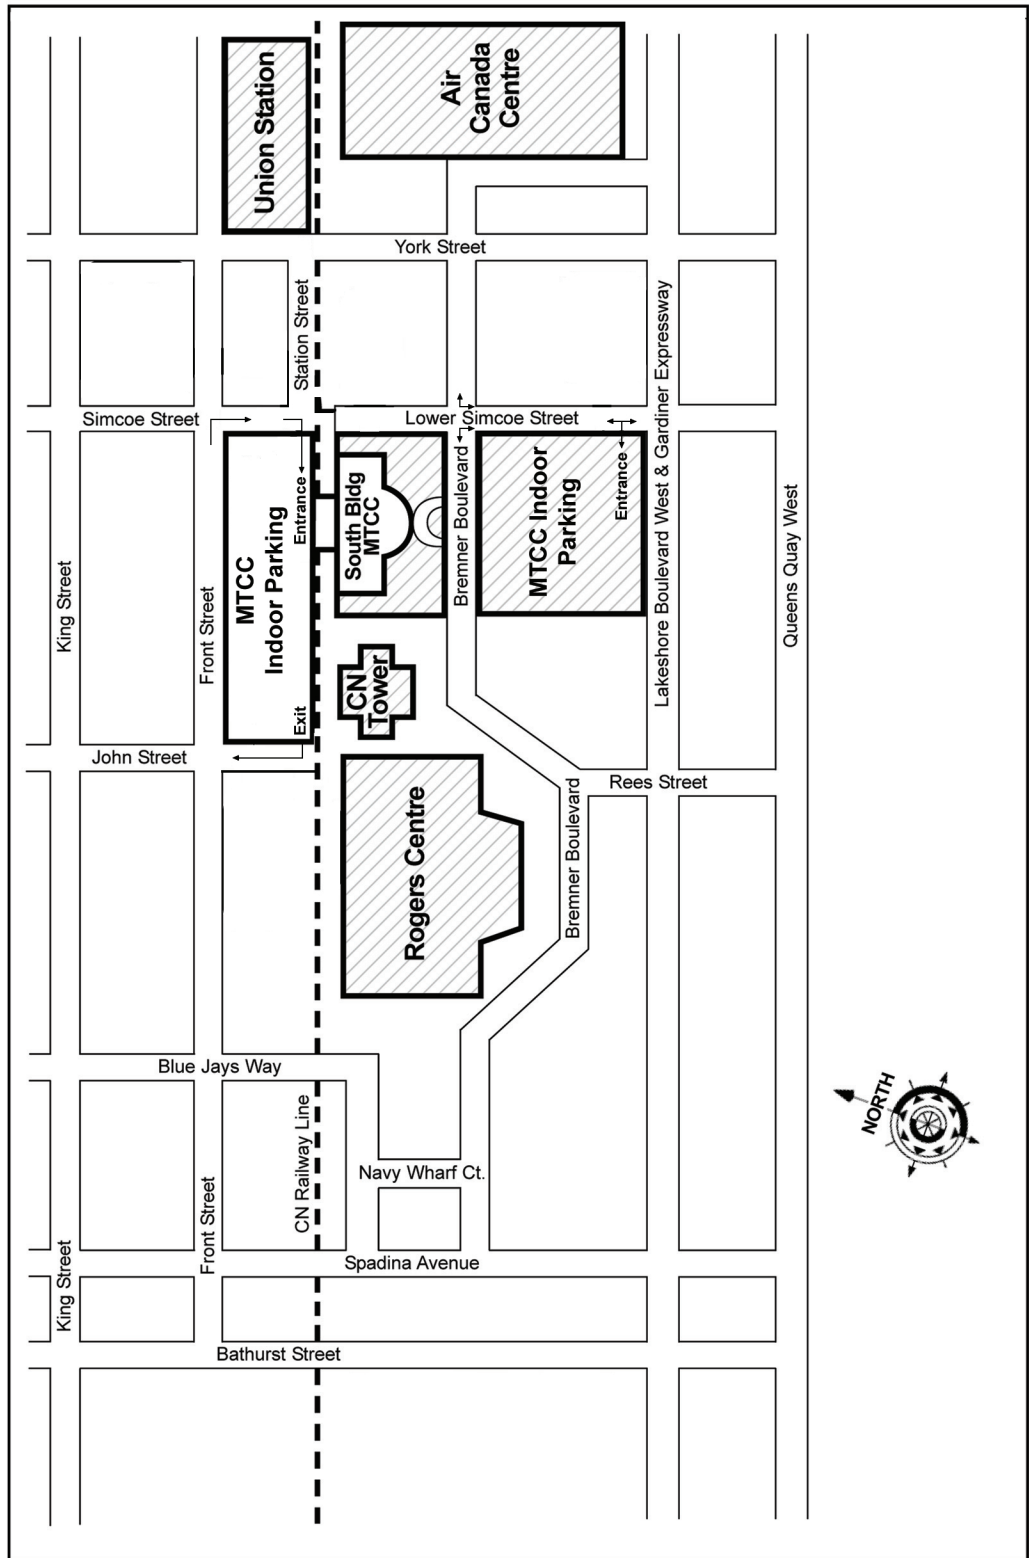 Union Station
Air
Canada
Centre
York Street
Station Street
Simcoe Street
Lower Simcoe Street
Lakeshore Boulevard West & Gardiner Expressway
MTCC
Indoor Parking
Entrance
Exit
South Bldg
MTCC
Bremner Boulevard
MTCC Indoor
Parking
Entrance
King Street
Front Street
Queens Quay West
CN
Tower
John Street
Rees Street
Rogers Centre
Bremner Boulevard
Blue Jays Way
NORTH
CN Railway Line
Navy Wharf Ct.
Front Street
King Street
Spadina Avenue
Bathurst Street